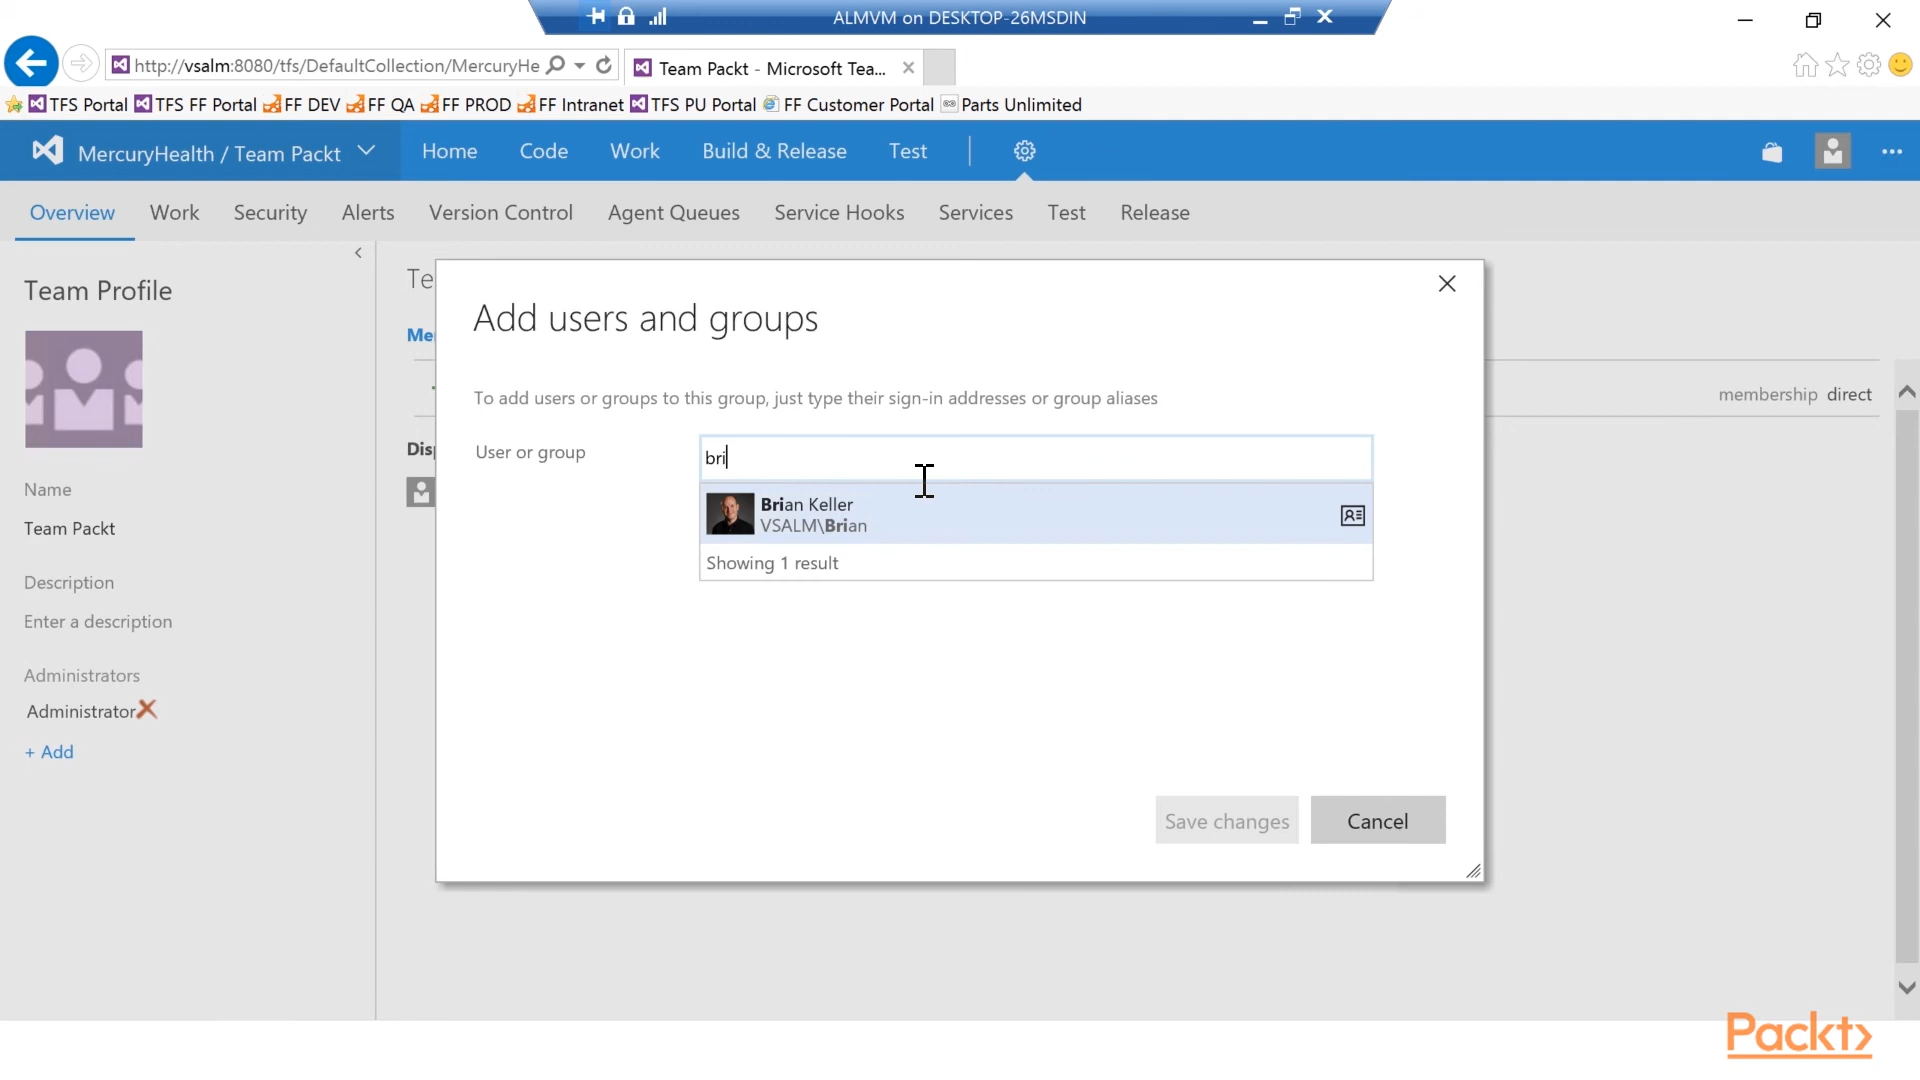 ALMVM on DESKTOP-26MSDIN
http://vsalm:8080/tfs/DefaultCollection/MercuryHe
Team Packt - Microsoft Tea...
TFS Portal TFS FF Portal FF DEV FF QA FF PROD FF Intranet TFS PU Portal FF Customer Portal Parts Unlimited
MercuryHealth / Team Packt Home Code Work Build & Release Test
Overview Work Security Alerts Version Control Agent Queues Service Hooks Services Test Release
Team Profile
Te
Me
membership direct
Dis
Name
Team Packt
Description
Enter a description
Administrators
Administrator
+ Add
Add users and groups
To add users or groups to this group, just type their sign-in addresses or group aliases
User or group
bri
Brian Keller
VSALM\Brian
Showing 1 result
Save changes Cancel
Packt>